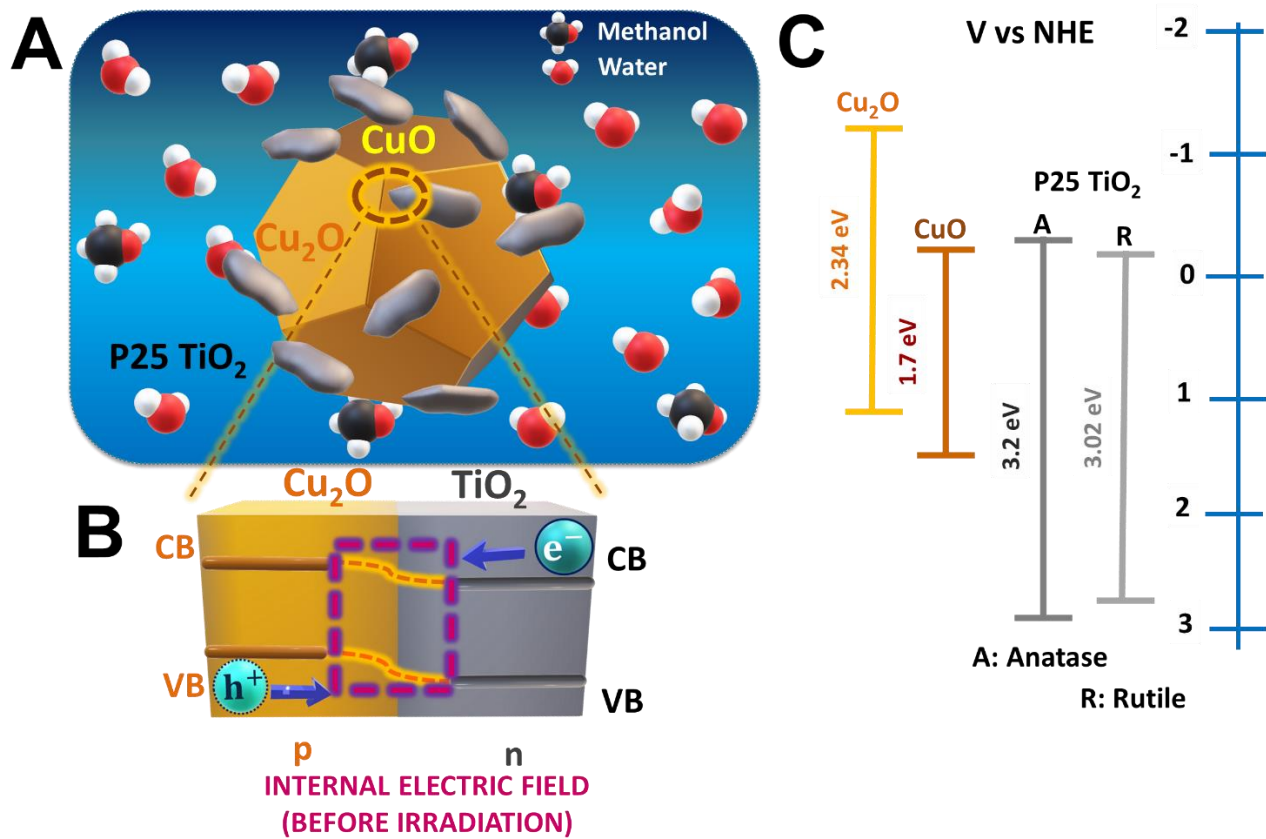 A
Methanol
Water
CuO
Cu₂O
P25 TiO₂
B
Cu₂O
TiO₂
CB
e⁻
CB
VB
h⁺
VB
p
n
INTERNAL ELECTRIC FIELD
(BEFORE IRRADIATION)
C
V vs NHE
-2
Cu₂O
-1
P25 TiO₂
CuO
A
R
0
2.34 eV
1.7 eV
3.2 eV
3.02 eV
1
2
3
A: Anatase
R: Rutile